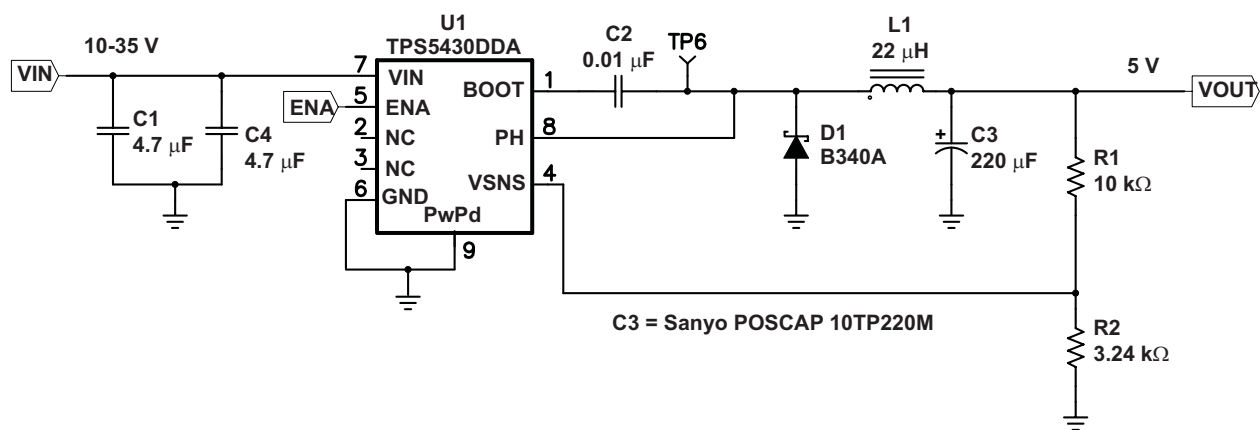 U1
TPS5430DDA
10-35 V
VIN
C1
4.7 μF
C4
4.7 μF
ENA
7
5
2
3
6
VIN
ENA
NC
NC
GND
BOOT
PH
VSNS
PwPd
1
8
4
9
C2
0.01 μF
TP6
D1
B340A
L1
22 μH
+
C3
220 μF
5 V
VOUT
R1
10 kΩ
R2
3.24 kΩ
C3 = Sanyo POSCAP 10TP220M